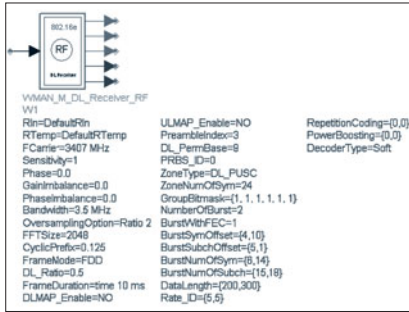 802.16e
RF
DL Receiver
WMAN_M_DL_Receiver_RF
W1
RIn=DefaultRIn
RTemp=DefaultRTemp
FCarrier=3407 MHz
Sensitivity=1
Phase=0.0
GainImbalance=0.0
PhaseImbalance=0.0
Bandwidth=3.5 MHz
OversamplingOption=Ratio 2
FFTSize=2048
CyclicPrefix=0.125
FrameMode=FDD
DL_Ratio=0.5
FrameDuration=time 10 ms
DLMAP_Enable=NO
ULMAP_Enable=NO
PreambleIndex=3
DL_PermBase=9
PRBS_ID=0
ZoneType=DL_PUSC
ZoneNumOfSym=24
GroupBitmask={1, 1, 1, 1, 1, 1}
NumberOfBurst=2
BurstWithFEC=1
BurstSymOffset={4,10}
BurstSubchOffset={5,1}
BurstNumOfSym={8,14}
BurstNumOfSubch={15,18}
DataLength={200,300}
Rate_ID={5,5}
RepetitionCoding={0,0}
PowerBoosting={0,0}
DecoderType=Soft